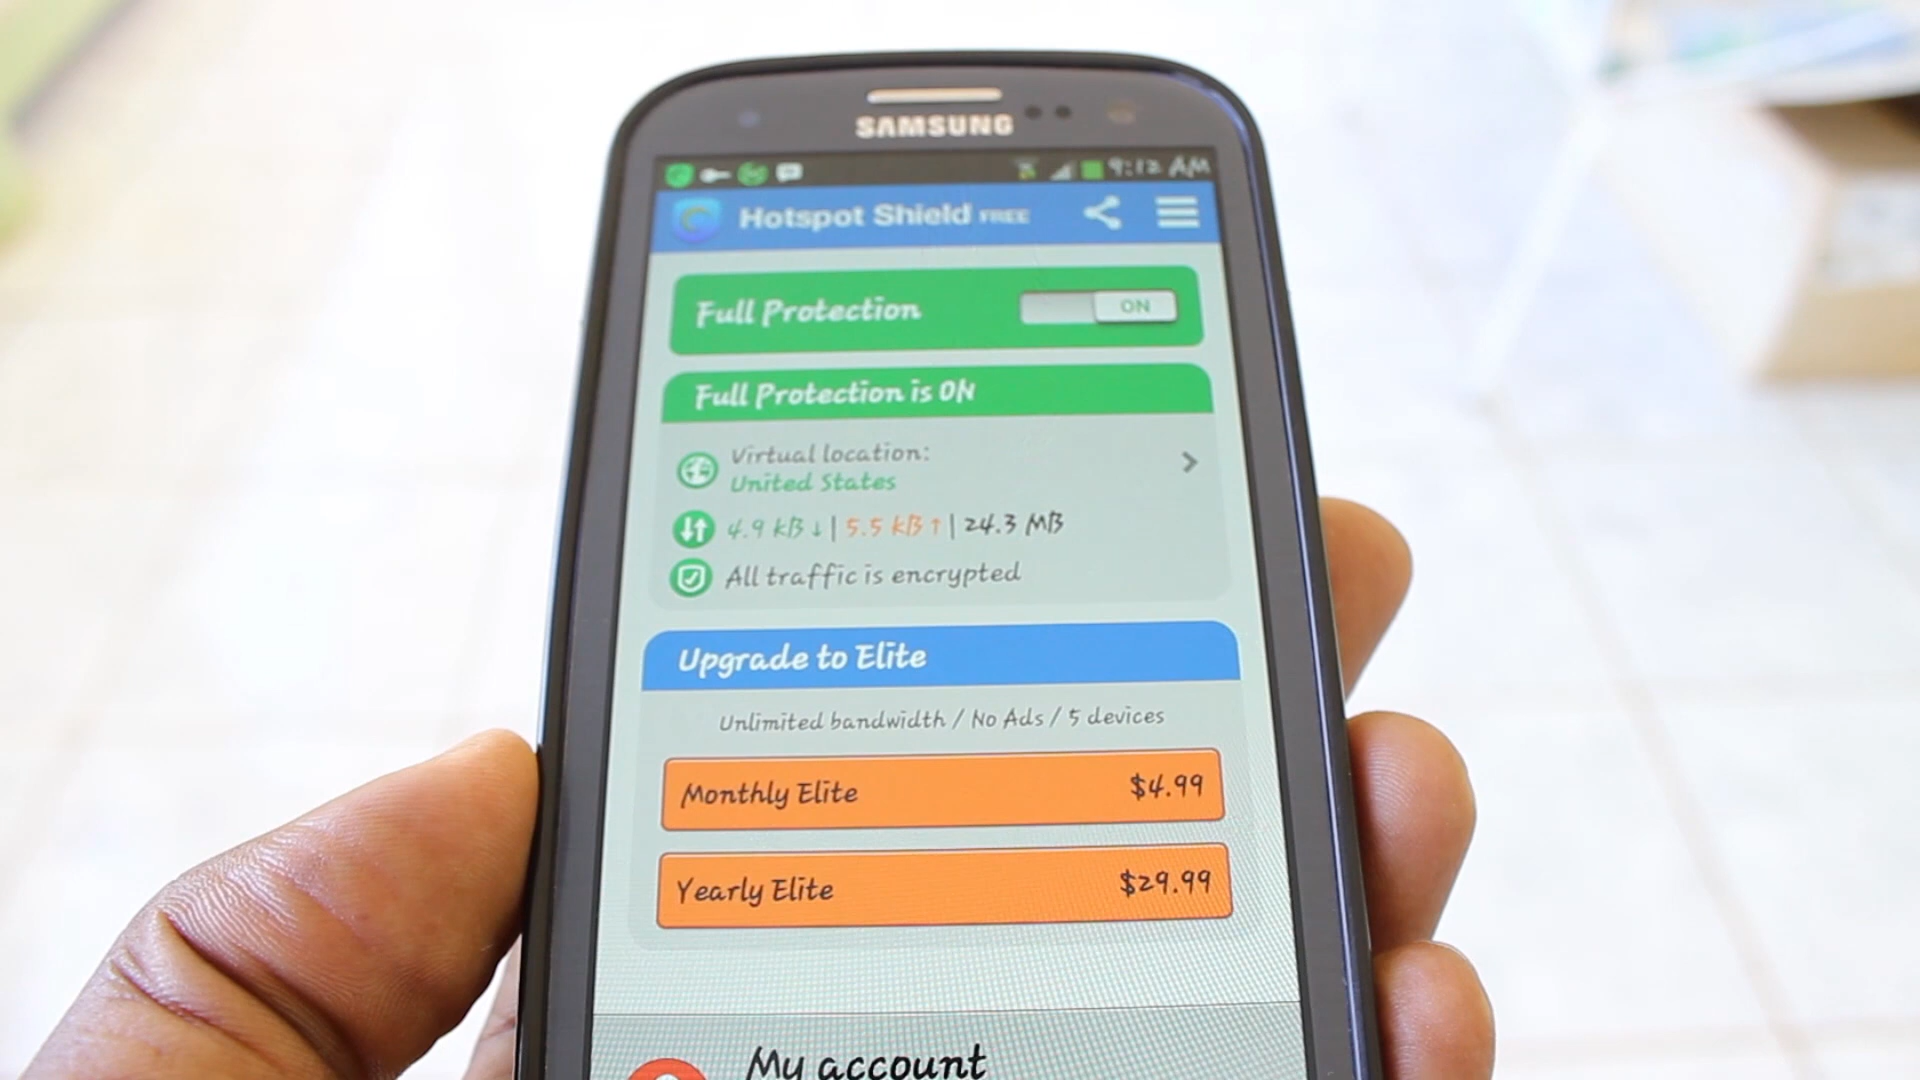 SAMSUNG
9:12 AM
Hotspot Shield FREE
Full Protection ON
Full Protection is ON
Virtual location:
United States
4.9 kB ↓ | 5.5 kB ↑ | 24.3 MB
All traffic is encrypted
Upgrade to Elite
Unlimited bandwidth / No Ads / 5 devices
Monthly Elite $4.99
Yearly Elite $29.99
My account